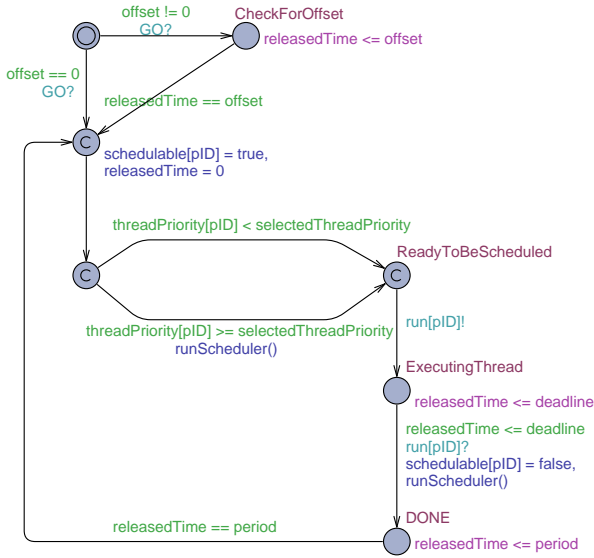 offset != 0
GO?
CheckForOffset
releasedTime <= offset
offset == 0
GO?
releasedTime == offset
C
schedulable[pID] = true,
releasedTime = 0
threadPriority[pID] < selectedThreadPriority
ReadyToBeScheduled
C
C
threadPriority[pID] >= selectedThreadPriority
runScheduler()
run[pID]!
ExecutingThread
releasedTime <= deadline
releasedTime <= deadline
run[pID]?
schedulable[pID] = false,
runScheduler()
DONE
releasedTime == period
releasedTime <= period